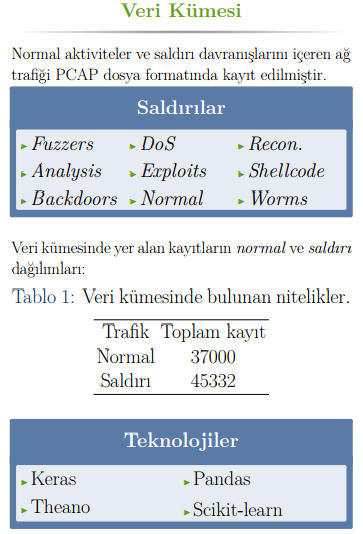 Veri Kümesi
Normal aktiviteler ve saldırı davranışlarını içeren ağ
trafiği PCAP dosya formatında kayıt edilmiştir.
Saldırılar
▸ Fuzzers ▸ DoS ▸ Recon.
▸ Analysis ▸ Exploits ▸ Shellcode
▸ Backdoors ▸ Normal ▸ Worms
Veri kümesinde yer alan kayıtların normal ve saldırı
dağılımları:
Tablo 1: Veri kümesinde bulunan nitelikler.
Trafik Toplam kayıt
Normal 37000
Saldırı 45332
Teknolojiler
▸ Keras ▸ Pandas
▸ Theano ▸ Scikit-learn